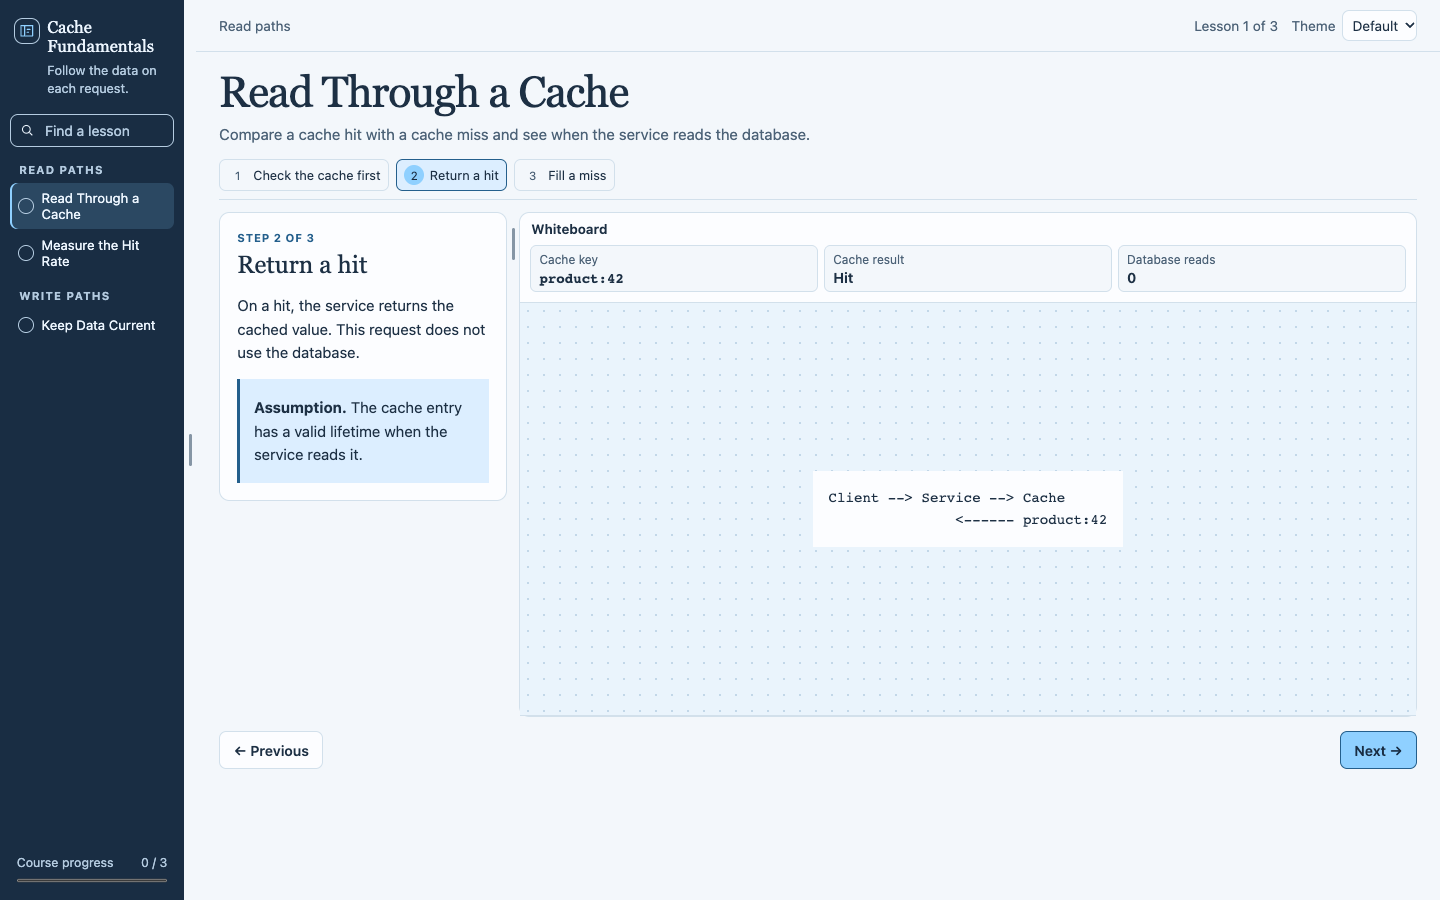 Cache
Fundamentals
Follow the data on
each request.
Find a lesson
READ PATHS
Read Through a
Cache
Measure the Hit
Rate
WRITE PATHS
Keep Data Current
Course progress 0 / 3
Read paths
Lesson 1 of 3 Theme Default
Read Through a Cache
Compare a cache hit with a cache miss and see when the service reads the database.
1 Check the cache first 2 Return a hit 3 Fill a miss
STEP 2 OF 3
Return a hit
On a hit, the service returns the
cached value. This request does not
use the database.
Assumption. The cache entry
has a valid lifetime when the
service reads it.
Whiteboard
Cache key
product:42
Cache result
Hit
Database reads
0
Client --> Service --> Cache
<------ product:42
← Previous
Next →